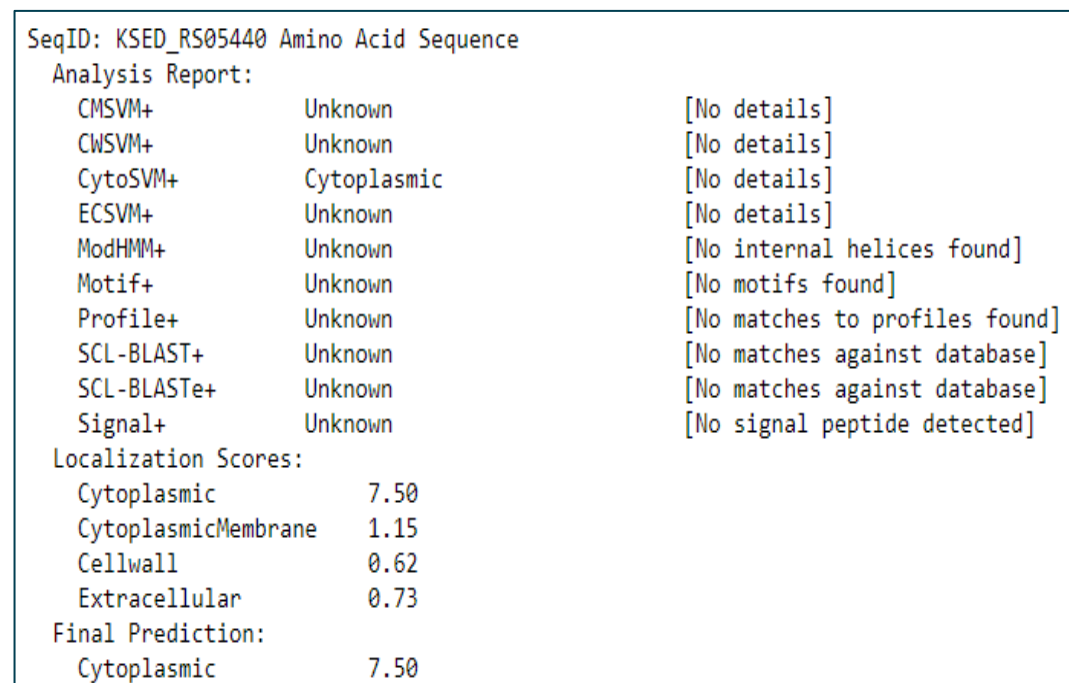 SeqID: KSED_RS05440 Amino Acid Sequence
Analysis Report:
CMSVM+ Unknown [No details]
CWSVM+ Unknown [No details]
CytoSVM+ Cytoplasmic [No details]
ECSVM+ Unknown [No details]
ModHMM+ Unknown [No internal helices found]
Motif+ Unknown [No motifs found]
Profile+ Unknown [No matches to profiles found]
SCL-BLAST+ Unknown [No matches against database]
SCL-BLASTe+ Unknown [No matches against database]
Signal+ Unknown [No signal peptide detected]
Localization Scores:
Cytoplasmic 7.50
CytoplasmicMembrane 1.15
Cellwall 0.62
Extracellular 0.73
Final Prediction:
Cytoplasmic 7.50